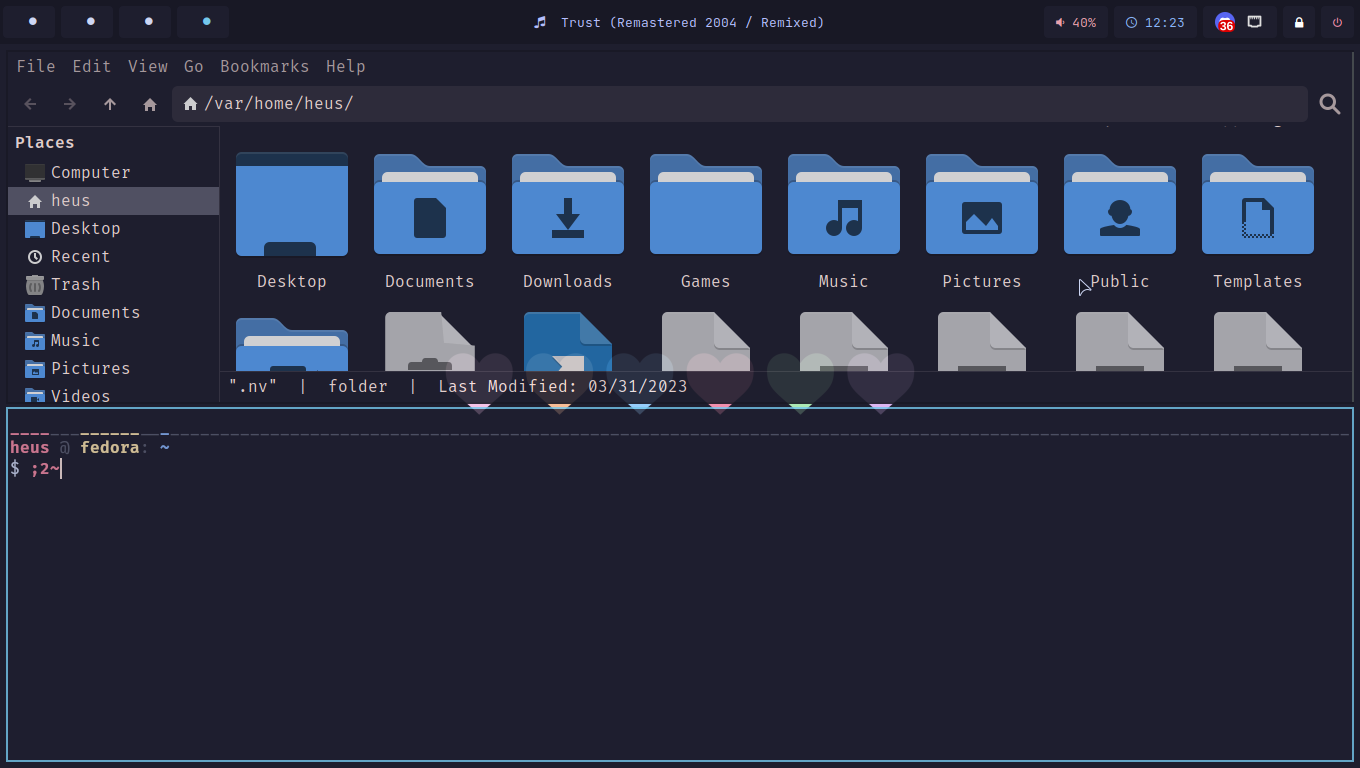 Trust (Remastered 2004 / Remixed)
40%
12:23
36
File Edit View Go Bookmarks Help
/var/home/heus/
Places
Computer
heus
Desktop
Recent
Trash
Documents
Music
Pictures
Videos
Desktop Documents Downloads Games Music Pictures Public Templates
".nv" | folder | Last Modified: 03/31/2023
heus @ fedora: ~
$ ;2~